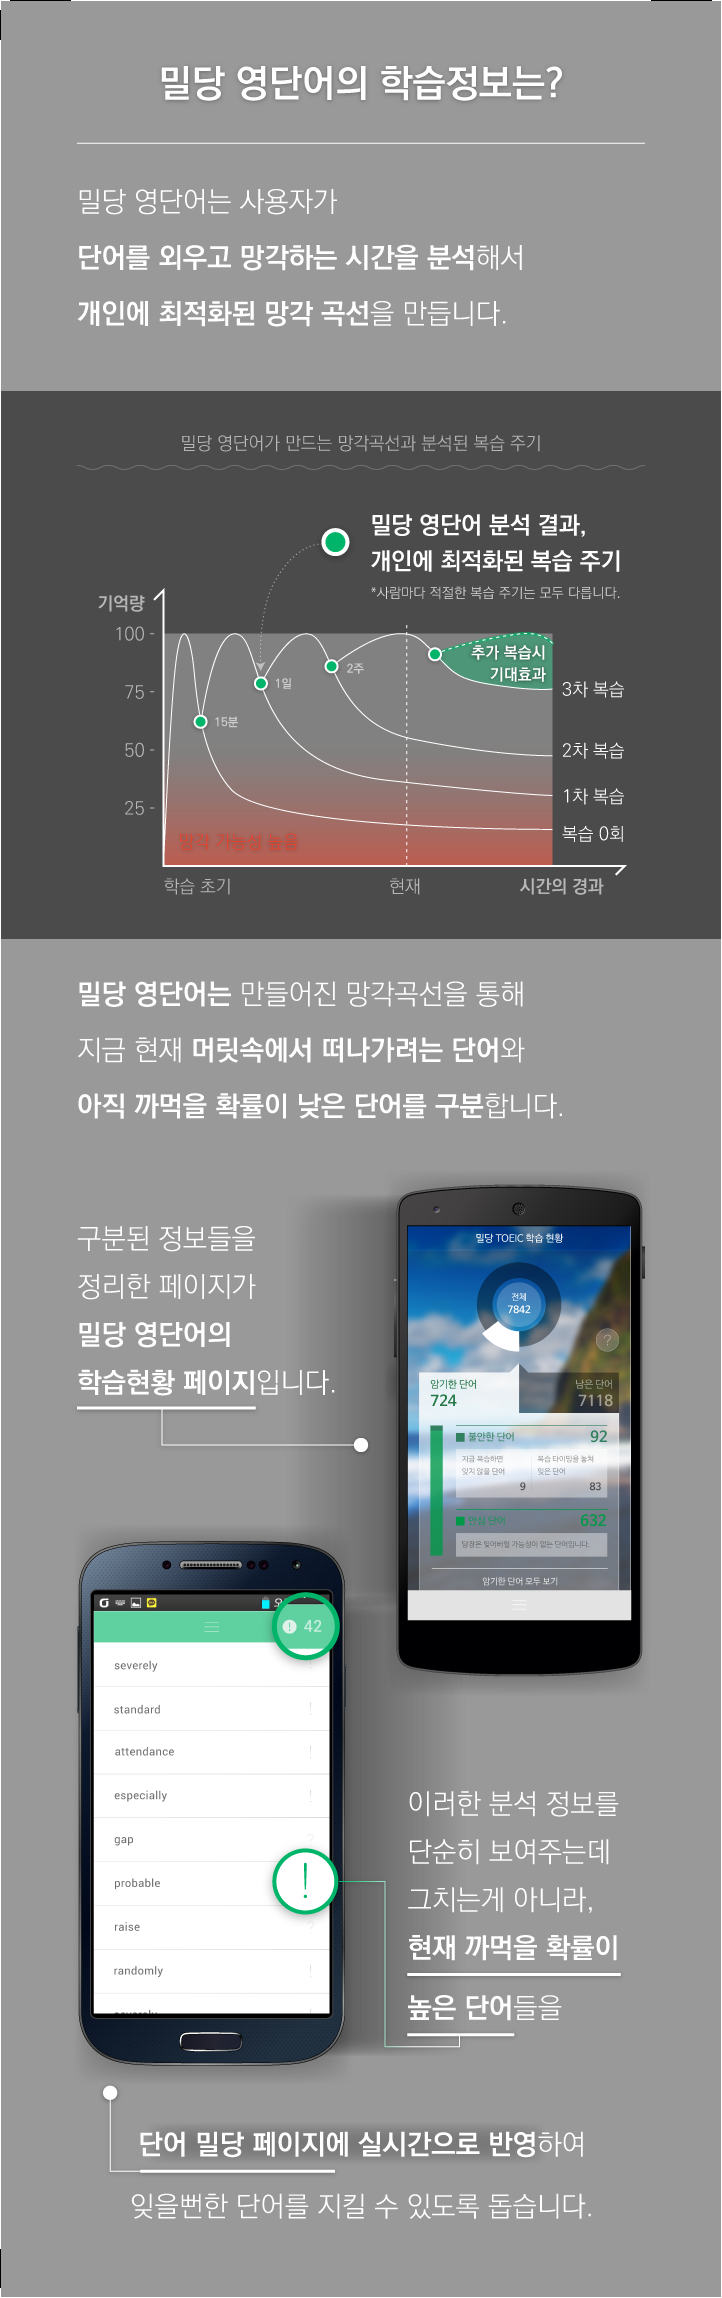 밀당 영단어의 학습정보는?
밀당 영단어는 사용자가
단어를 외우고 망각하는 시간을 분석해서
개인에 최적화된 망각 곡선을 만듭니다.
밀당 영단어가 만드는 망각곡선과 분석된 복습 주기
밀당 영단어 분석 결과,
개인에 최적화된 복습 주기
*사람마다 적절한 복습 주기는 모두 다릅니다.
기억량
100
75
50
25
15분
1일
2주
추가 복습시
기대효과
3차 복습
2차 복습
1차 복습
복습 0회
망각 가능성 높음
학습 초기
현재
시간의 경과
밀당 영단어는 만들어진 망각곡선을 통해
지금 현재 머릿속에서 떠나가려는 단어와
아직 까먹을 확률이 낮은 단어를 구분합니다.
구분된 정보들을
정리한 페이지가
밀당 영단어의
학습현황 페이지입니다.
밀당 TOEIC 학습 현황
전체
7842
?
암기한 단어
724
남은 단어
7118
불안한 단어
92
지금 복습하면
잊지 않을 단어
9
복습 타이밍을 놓쳐
잊은 단어
83
안심 단어
632
당장은 잊어버릴 가능성이 없는 단어입니다.
암기한 단어 모두 보기
! 42
severely
standard !
attendance !
especially !
gap ?
probable !
raise ?
randomly !
severely !
이러한 분석 정보를
단순히 보여주는데
그치는게 아니라,
현재 까먹을 확률이
높은 단어들을
단어 밀당 페이지에 실시간으로 반영하여
잊을뻔한 단어를 지킬 수 있도록 돕습니다.